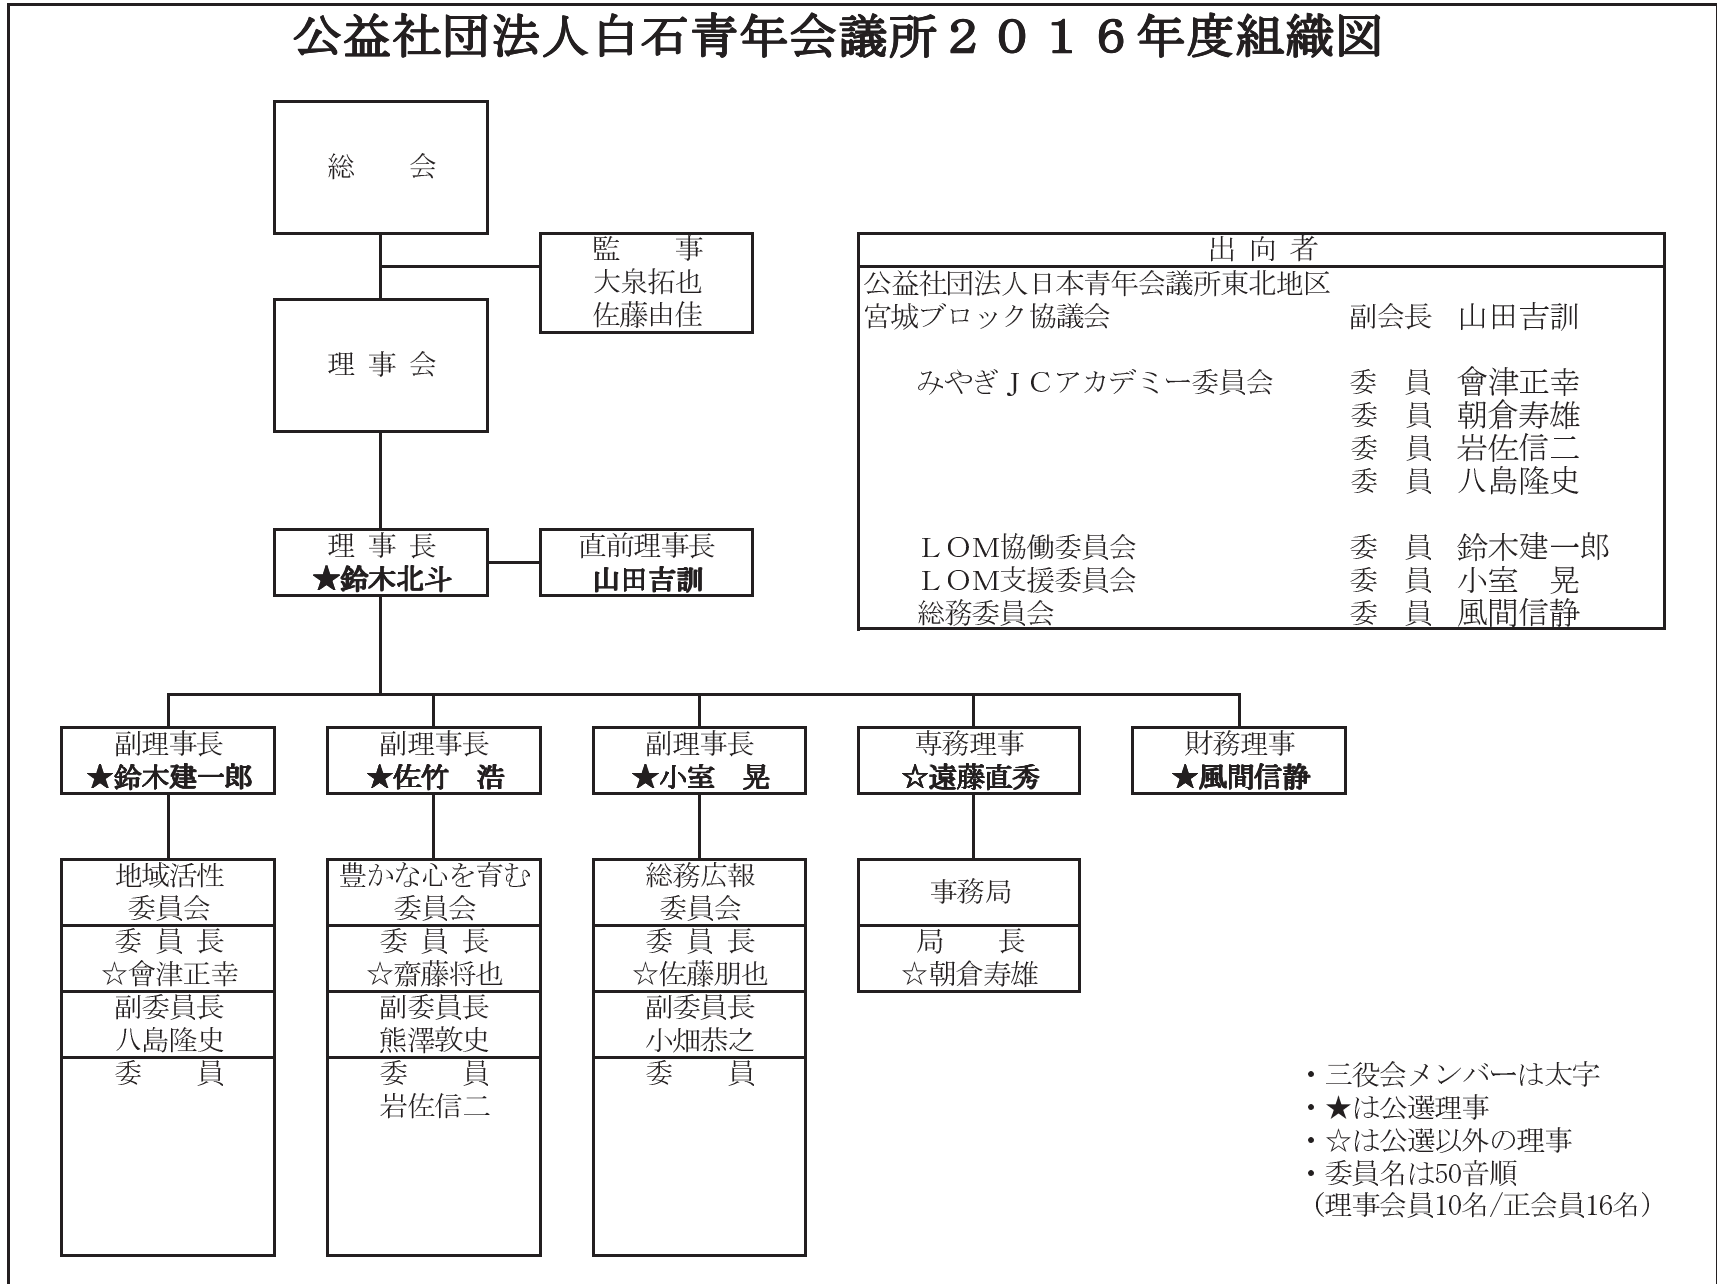 公益社団法人白石青年会議所２０１６年度組織図
総　　会
監　　事
大泉拓也
佐藤由佳
理 事 会
理 事 長
★鈴木北斗
直前理事長
山田吉訓
出 向 者
公益社団法人日本青年会議所東北地区
宮城ブロック協議会　副会長　山田吉訓
みやぎＪＣアカデミー委員会　委　員　會津正幸
委　員　朝倉寿雄
委　員　岩佐信二
委　員　八島隆史
ＬＯＭ協働委員会　委　員　鈴木建一郎
ＬＯＭ支援委員会　委　員　小室　晃
総務委員会　委　員　風間信静
副理事長
★鈴木建一郎
副理事長
★佐竹　浩
副理事長
★小室　晃
専務理事
☆遠藤直秀
財務理事
★風間信静
地域活性
委員会
委 員 長
☆會津正幸
副委員長
八島隆史
委　　員
豊かな心を育む
委員会
委 員 長
☆齋藤将也
副委員長
熊澤敦史
委　　員
岩佐信二
総務広報
委員会
委 員 長
☆佐藤朋也
副委員長
小畑恭之
委　　員
事務局
局　　長
☆朝倉寿雄
・三役会メンバーは太字
・★は公選理事
・☆は公選以外の理事
・委員名は50音順
（理事会員10名/正会員16名）